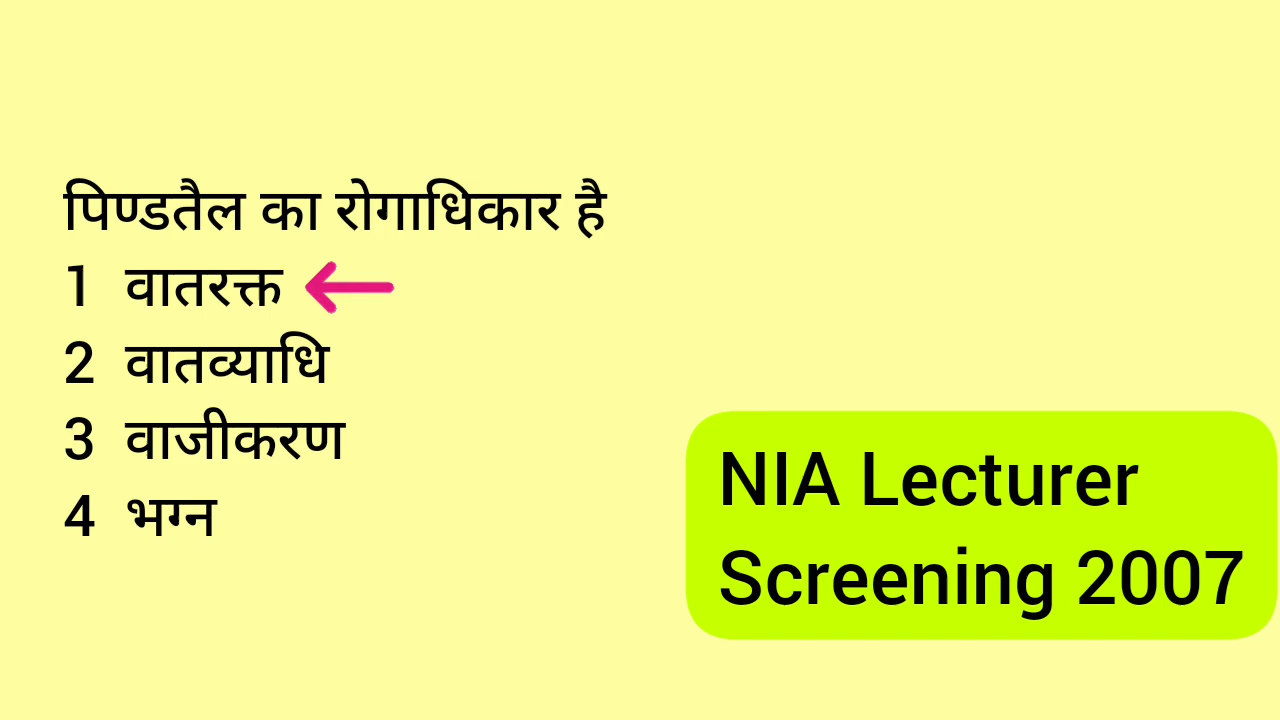 पिण्डतैल का रोगाधिकार है
1 वातरक्त
2 वातव्याधि
3 वाजीकरण
4 भग्न
NIA Lecturer
Screening 2007